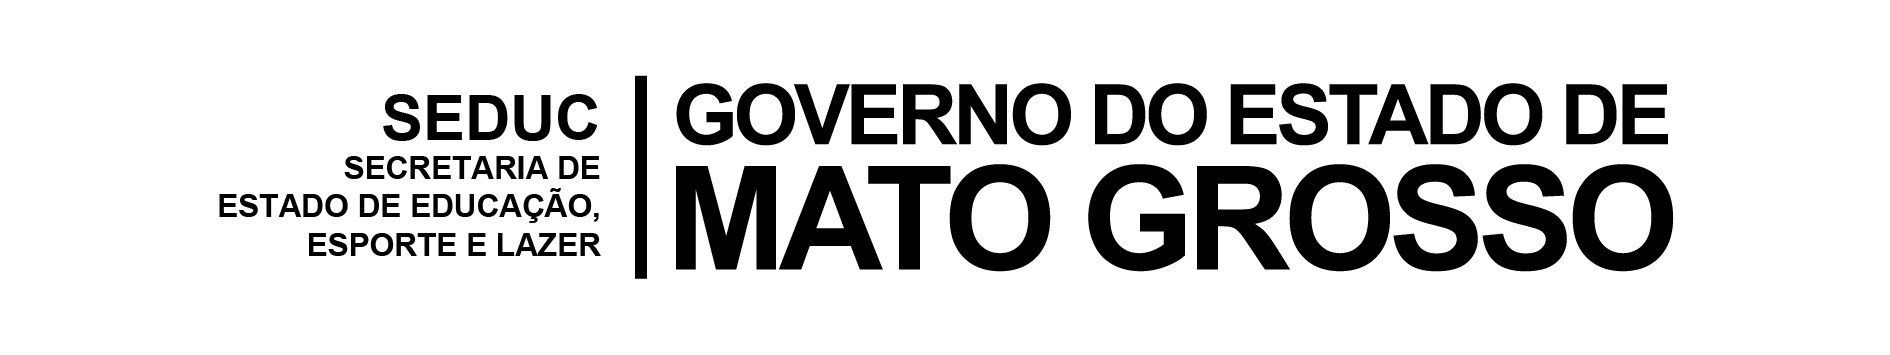 SEDUC
SECRETARIA DE
ESTADO DE EDUCAÇÃO,
ESPORTE E LAZER
GOVERNO DO ESTADO DE
MATO GROSSO